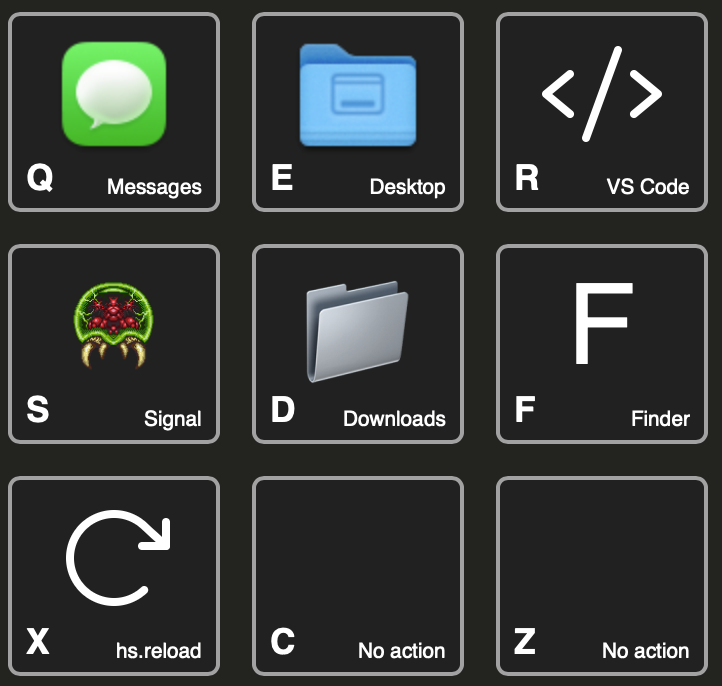 Q Messages
E Desktop
R VS Code
S Signal
D Downloads
F
F Finder
X hs.reload
C No action
Z No action